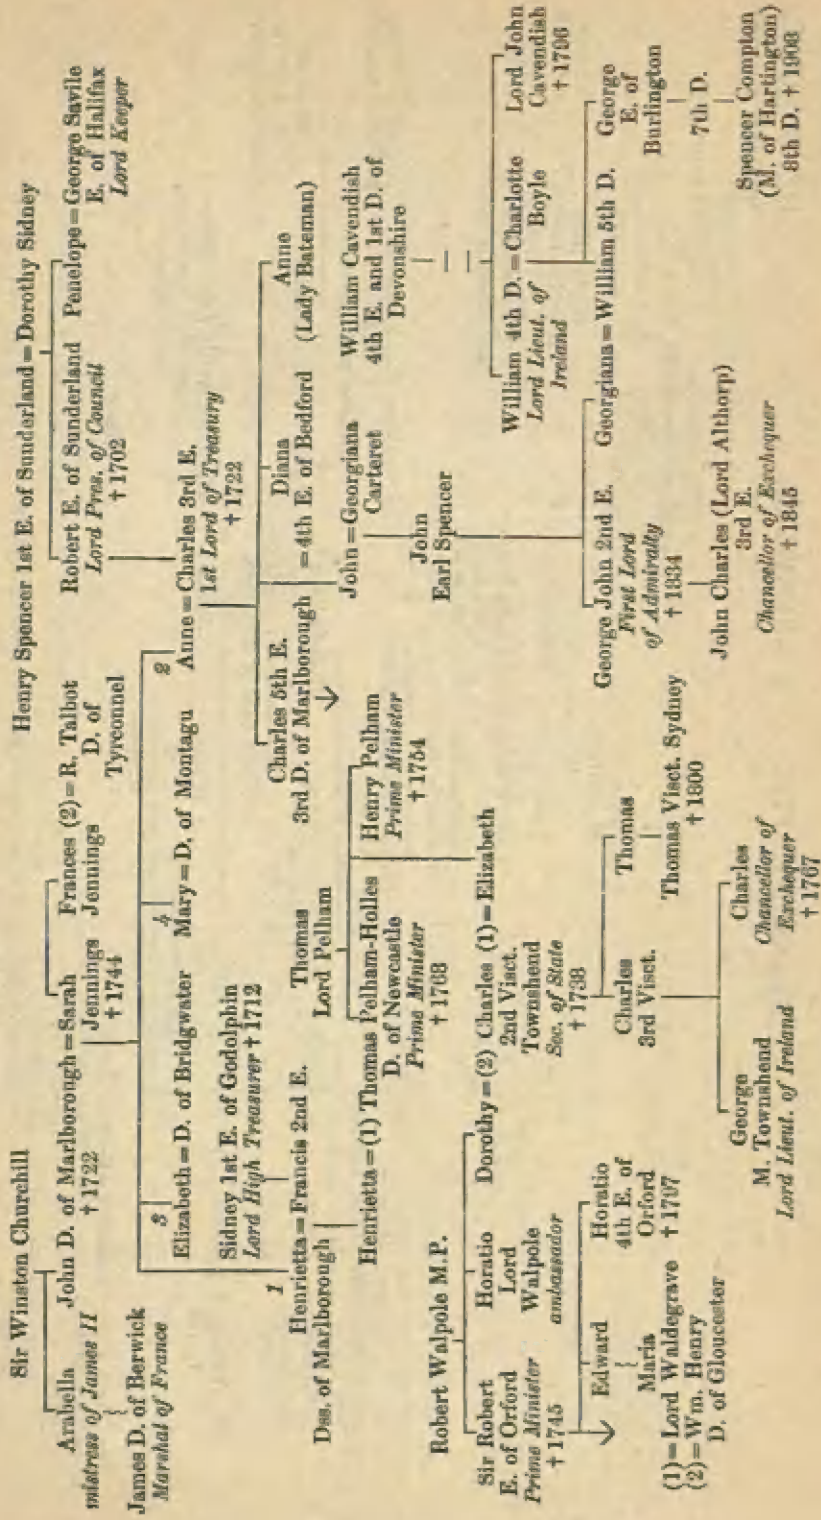 Sir Winston Churchill
Arabella
mistress of James II
James D. of Berwick
Marshal of France
John D. of Marlborough = Sarah
† 1722
Jennings
† 1744
Frances (2) = R. Talbot
Jennings
D. of
Tyrconnel
Henry Spencer 1st E. of Sunderland = Dorothy Sidney
Robert E. of Sunderland
Lord Pres. of Council
† 1702
Penelope = George Savile
E. of Halifax
Lord Keeper
3
Elizabeth = D. of Bridgwater
4
Mary = D. of Montagu
2
Anne = Charles 3rd E.
1st Lord of Treasury
† 1722
Sidney 1st E. of Godolphin
Lord High Treasurer † 1712
1
Henrietta = Francis 2nd E.
Dss. of Marlborough
Charles 5th E.
3rd D. of Marlborough
Diana
= 4th E. of Bedford
Anne
(Lady Bateman)
John = Georgiana
Carteret
John
Earl Spencer
William Cavendish
4th E. and 1st D. of
Devonshire
Thomas
Lord Pelham
Henrietta = (1) Thomas Pelham-Holles
D. of Newcastle
Prime Minister
† 1768
Henry Pelham
Prime Minister
† 1754
William 4th D. = Charlotte
Lord Lieut. of
Ireland
Boyle
Lord John
Cavendish
† 1796
Robert Walpole M.P.
Sir Robert
E. of Orford
Prime Minister
† 1745
Horatio
Lord
Walpole
ambassador
Dorothy = (2) Charles (1) = Elizabeth
2nd Visct.
Townshend
Sec. of State
† 1738
George John 2nd E.
First Lord
of Admiralty
† 1834
Georgiana = William 5th D.
George
E. of
Burlington
7th D.
Spencer Compton
(M. of Hartington)
8th D. † 1908
John Charles (Lord Althorp)
3rd E.
Chancellor of Exchequer
† 1845
Edward
Maria
(1) = Lord Waldegrave
(2) = Wm. Henry
D. of Gloucester
Horatio
4th E. of
Orford
† 1797
Charles
3rd Visct.
Thomas
Thomas Visct. Sydney
† 1800
George
M. Townshend
Lord Lieut. of Ireland
Charles
Chancellor of
Exchequer
† 1767